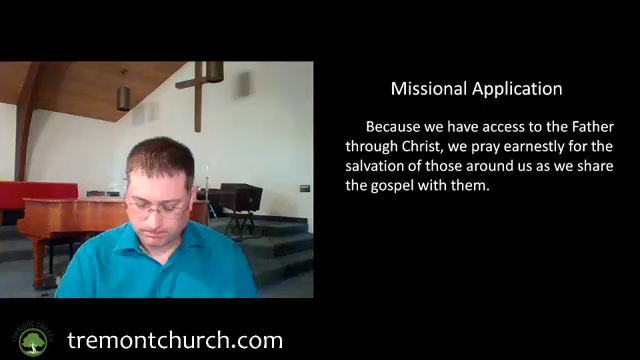 Missional Application
Because we have access to the Father
through Christ, we pray earnestly for the
salvation of those around us as we share
the gospel with them.
tremontchurch.com